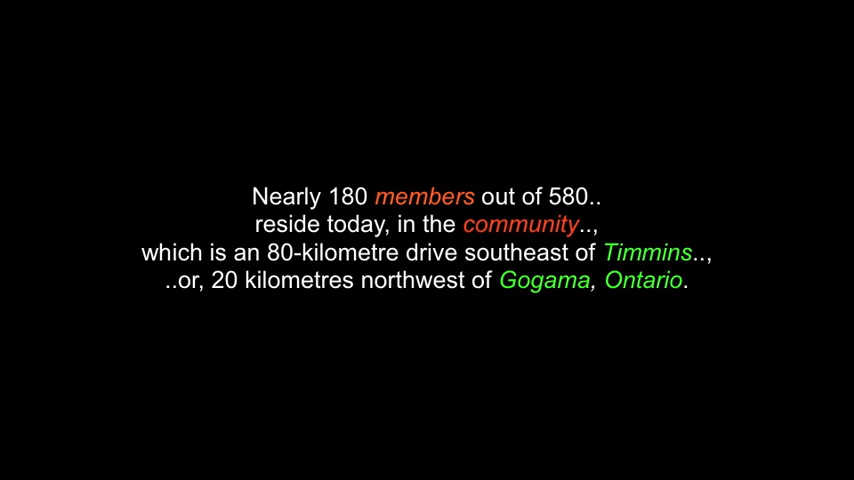 Nearly 180 members out of 580..
reside today, in the community..,
which is an 80-kilometre drive southeast of Timmins..,
..or, 20 kilometres northwest of Gogama, Ontario.